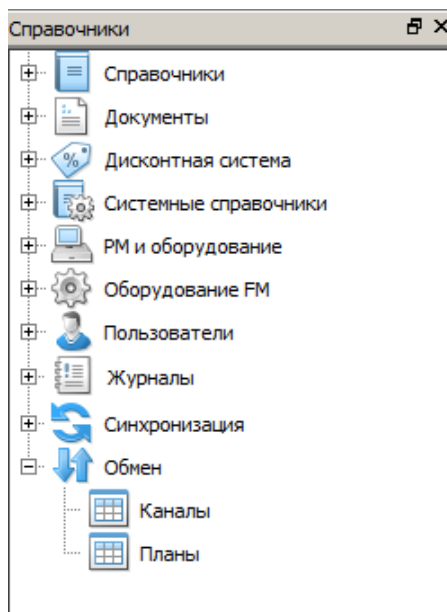 Справочники
Справочники
Документы
Дисконтная система
Системные справочники
РМ и оборудование
Оборудование FM
Пользователи
Журналы
Синхронизация
Обмен
Каналы
Планы